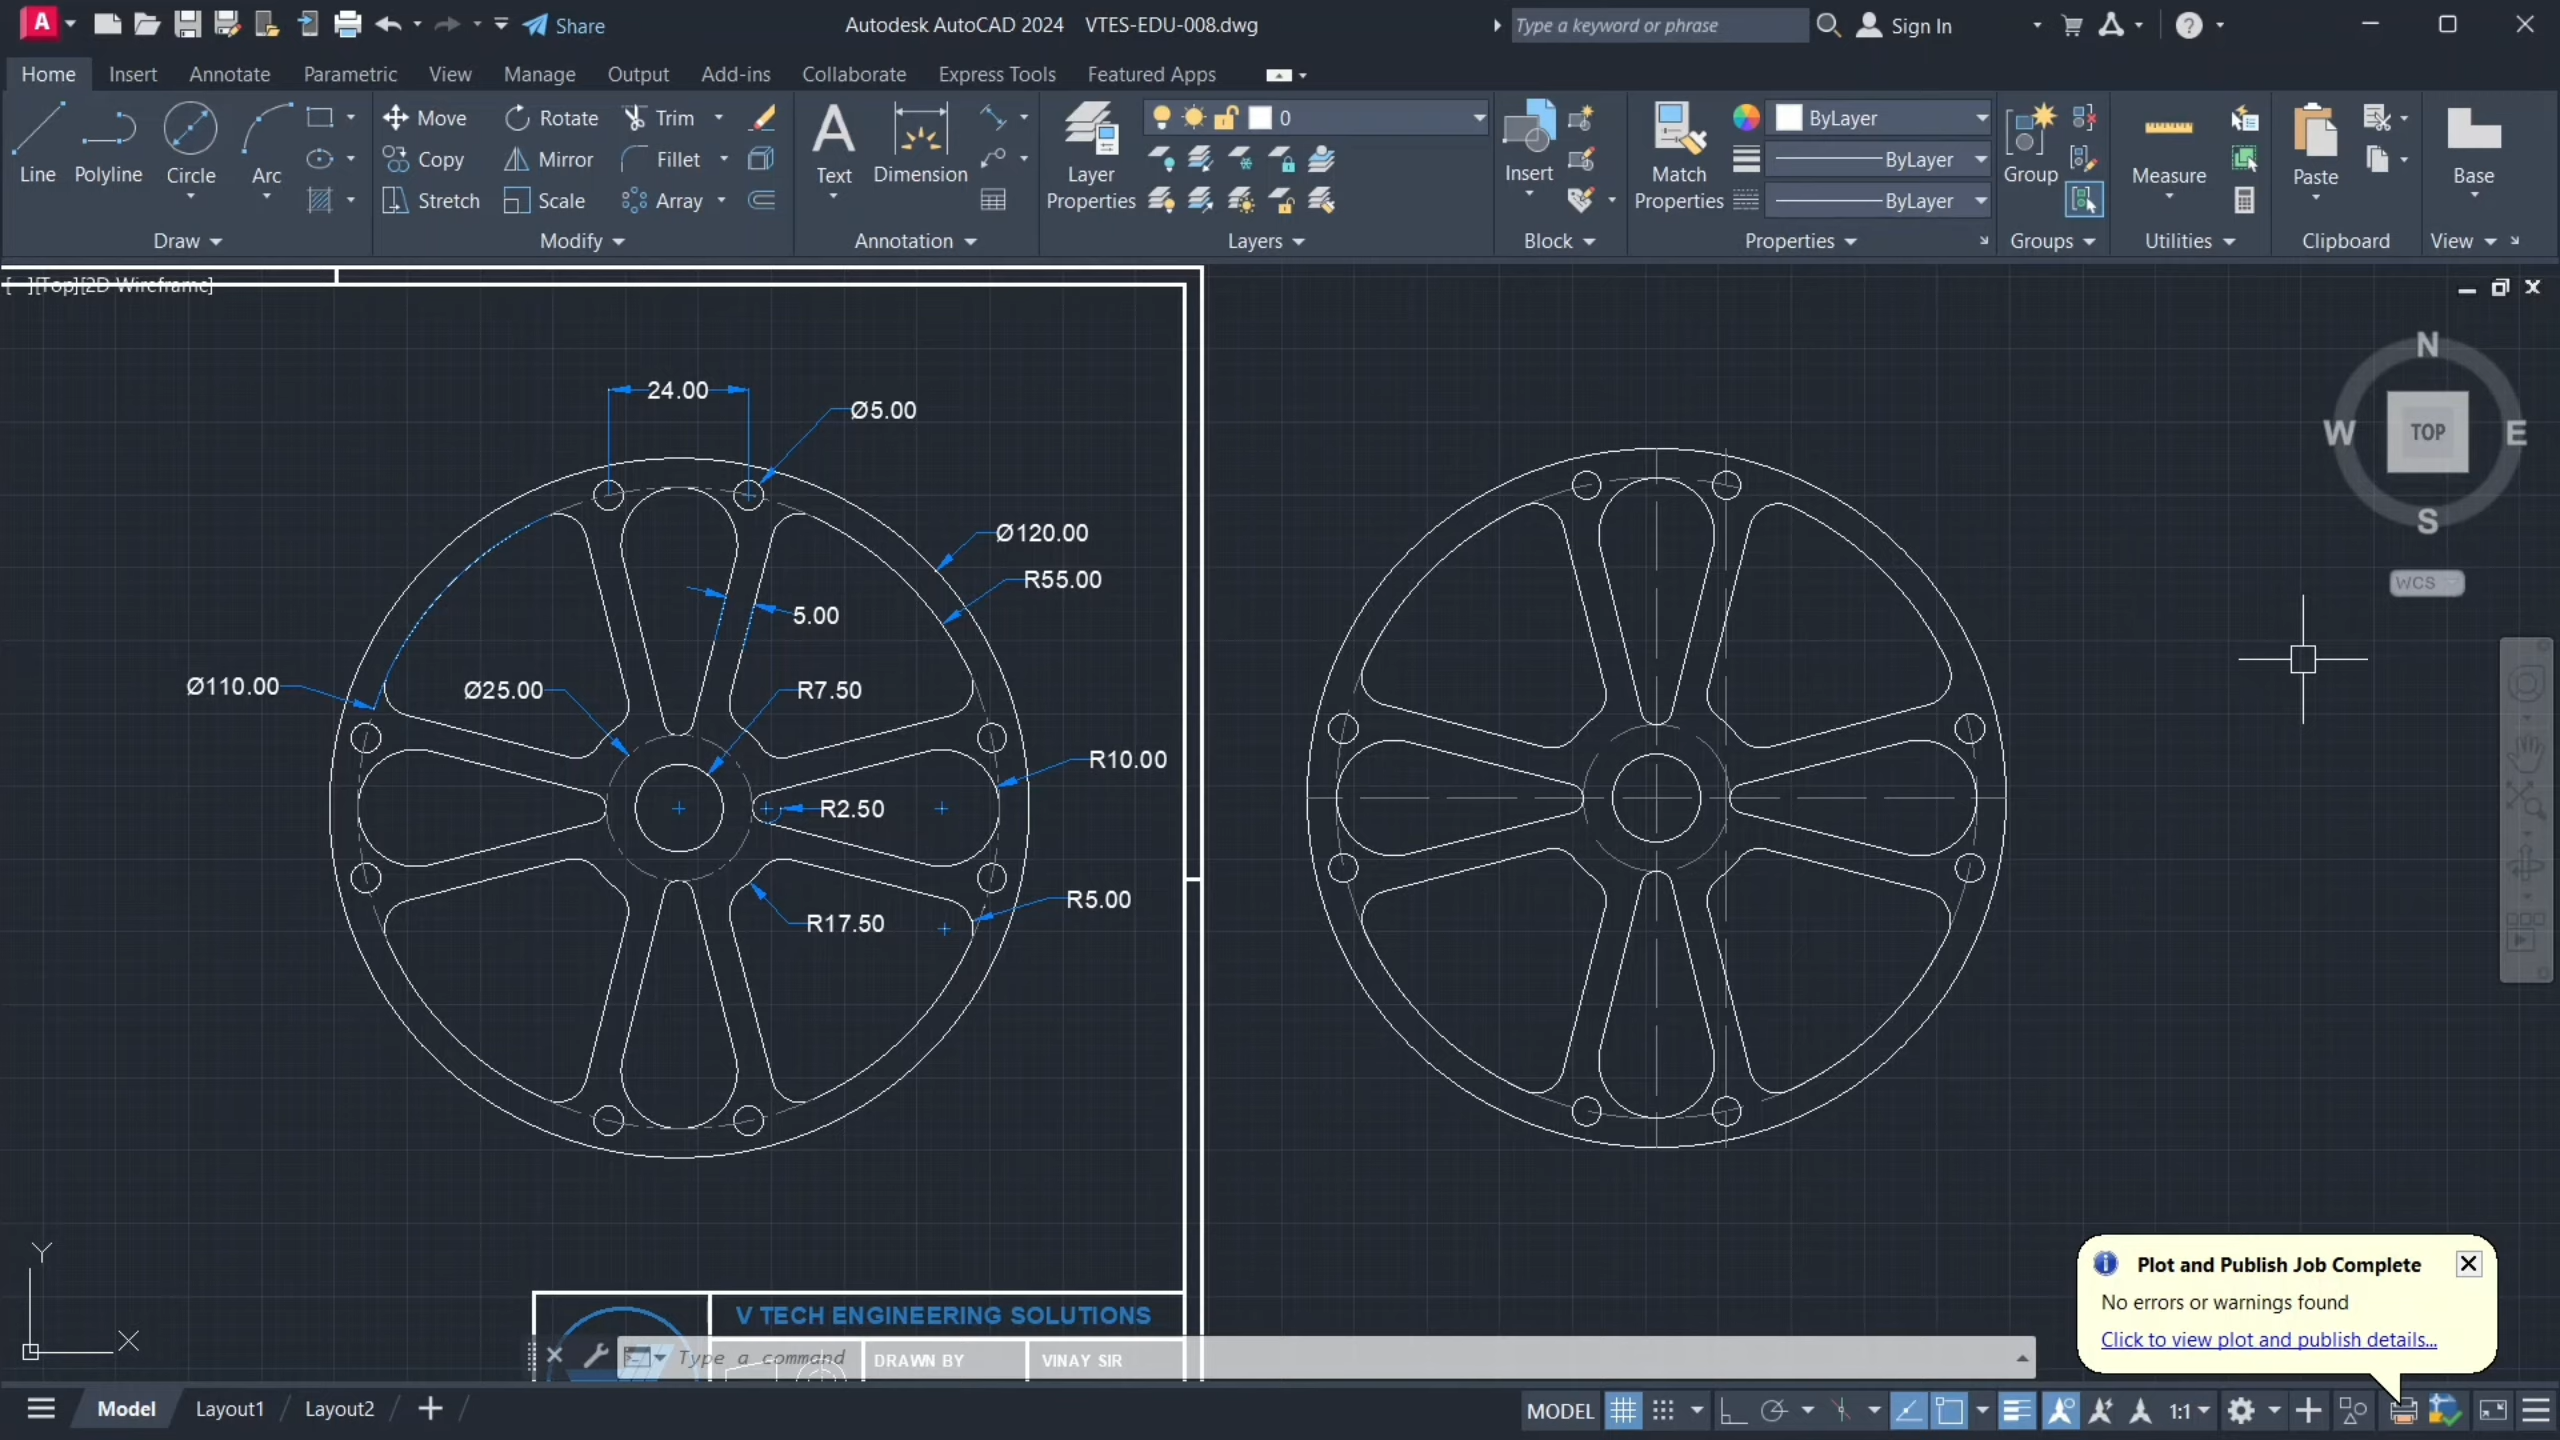 A Share Autodesk AutoCAD 2024 VTES-EDU-008.dwg Type a keyword or phrase Sign In
Home Insert Annotate Parametric View Manage Output Add-ins Collaborate Express Tools Featured Apps
Line Polyline Circle Arc
Draw
Move Rotate Trim
Copy Mirror Fillet
Stretch Scale Array
Modify
A
Text Dimension
Annotation
Layer Properties
0
Layers
Insert
Block
Match Properties
ByLayer
ByLayer
ByLayer
Properties
Group
Groups
Measure
Utilities
Paste
Clipboard
Base
View
[Top][2D Wireframe]
24.00
Ø5.00
Ø120.00
R55.00
5.00
Ø110.00
Ø25.00
R7.50
R10.00
R2.50
R5.00
R17.50
N
W TOP E
S
WCS
Y
X
V TECH ENGINEERING SOLUTIONS
Type a command
DRAWN BY VINAY SIR
Plot and Publish Job Complete
No errors or warnings found
Click to view plot and publish details...
Model Layout1 Layout2
MODEL 1:1